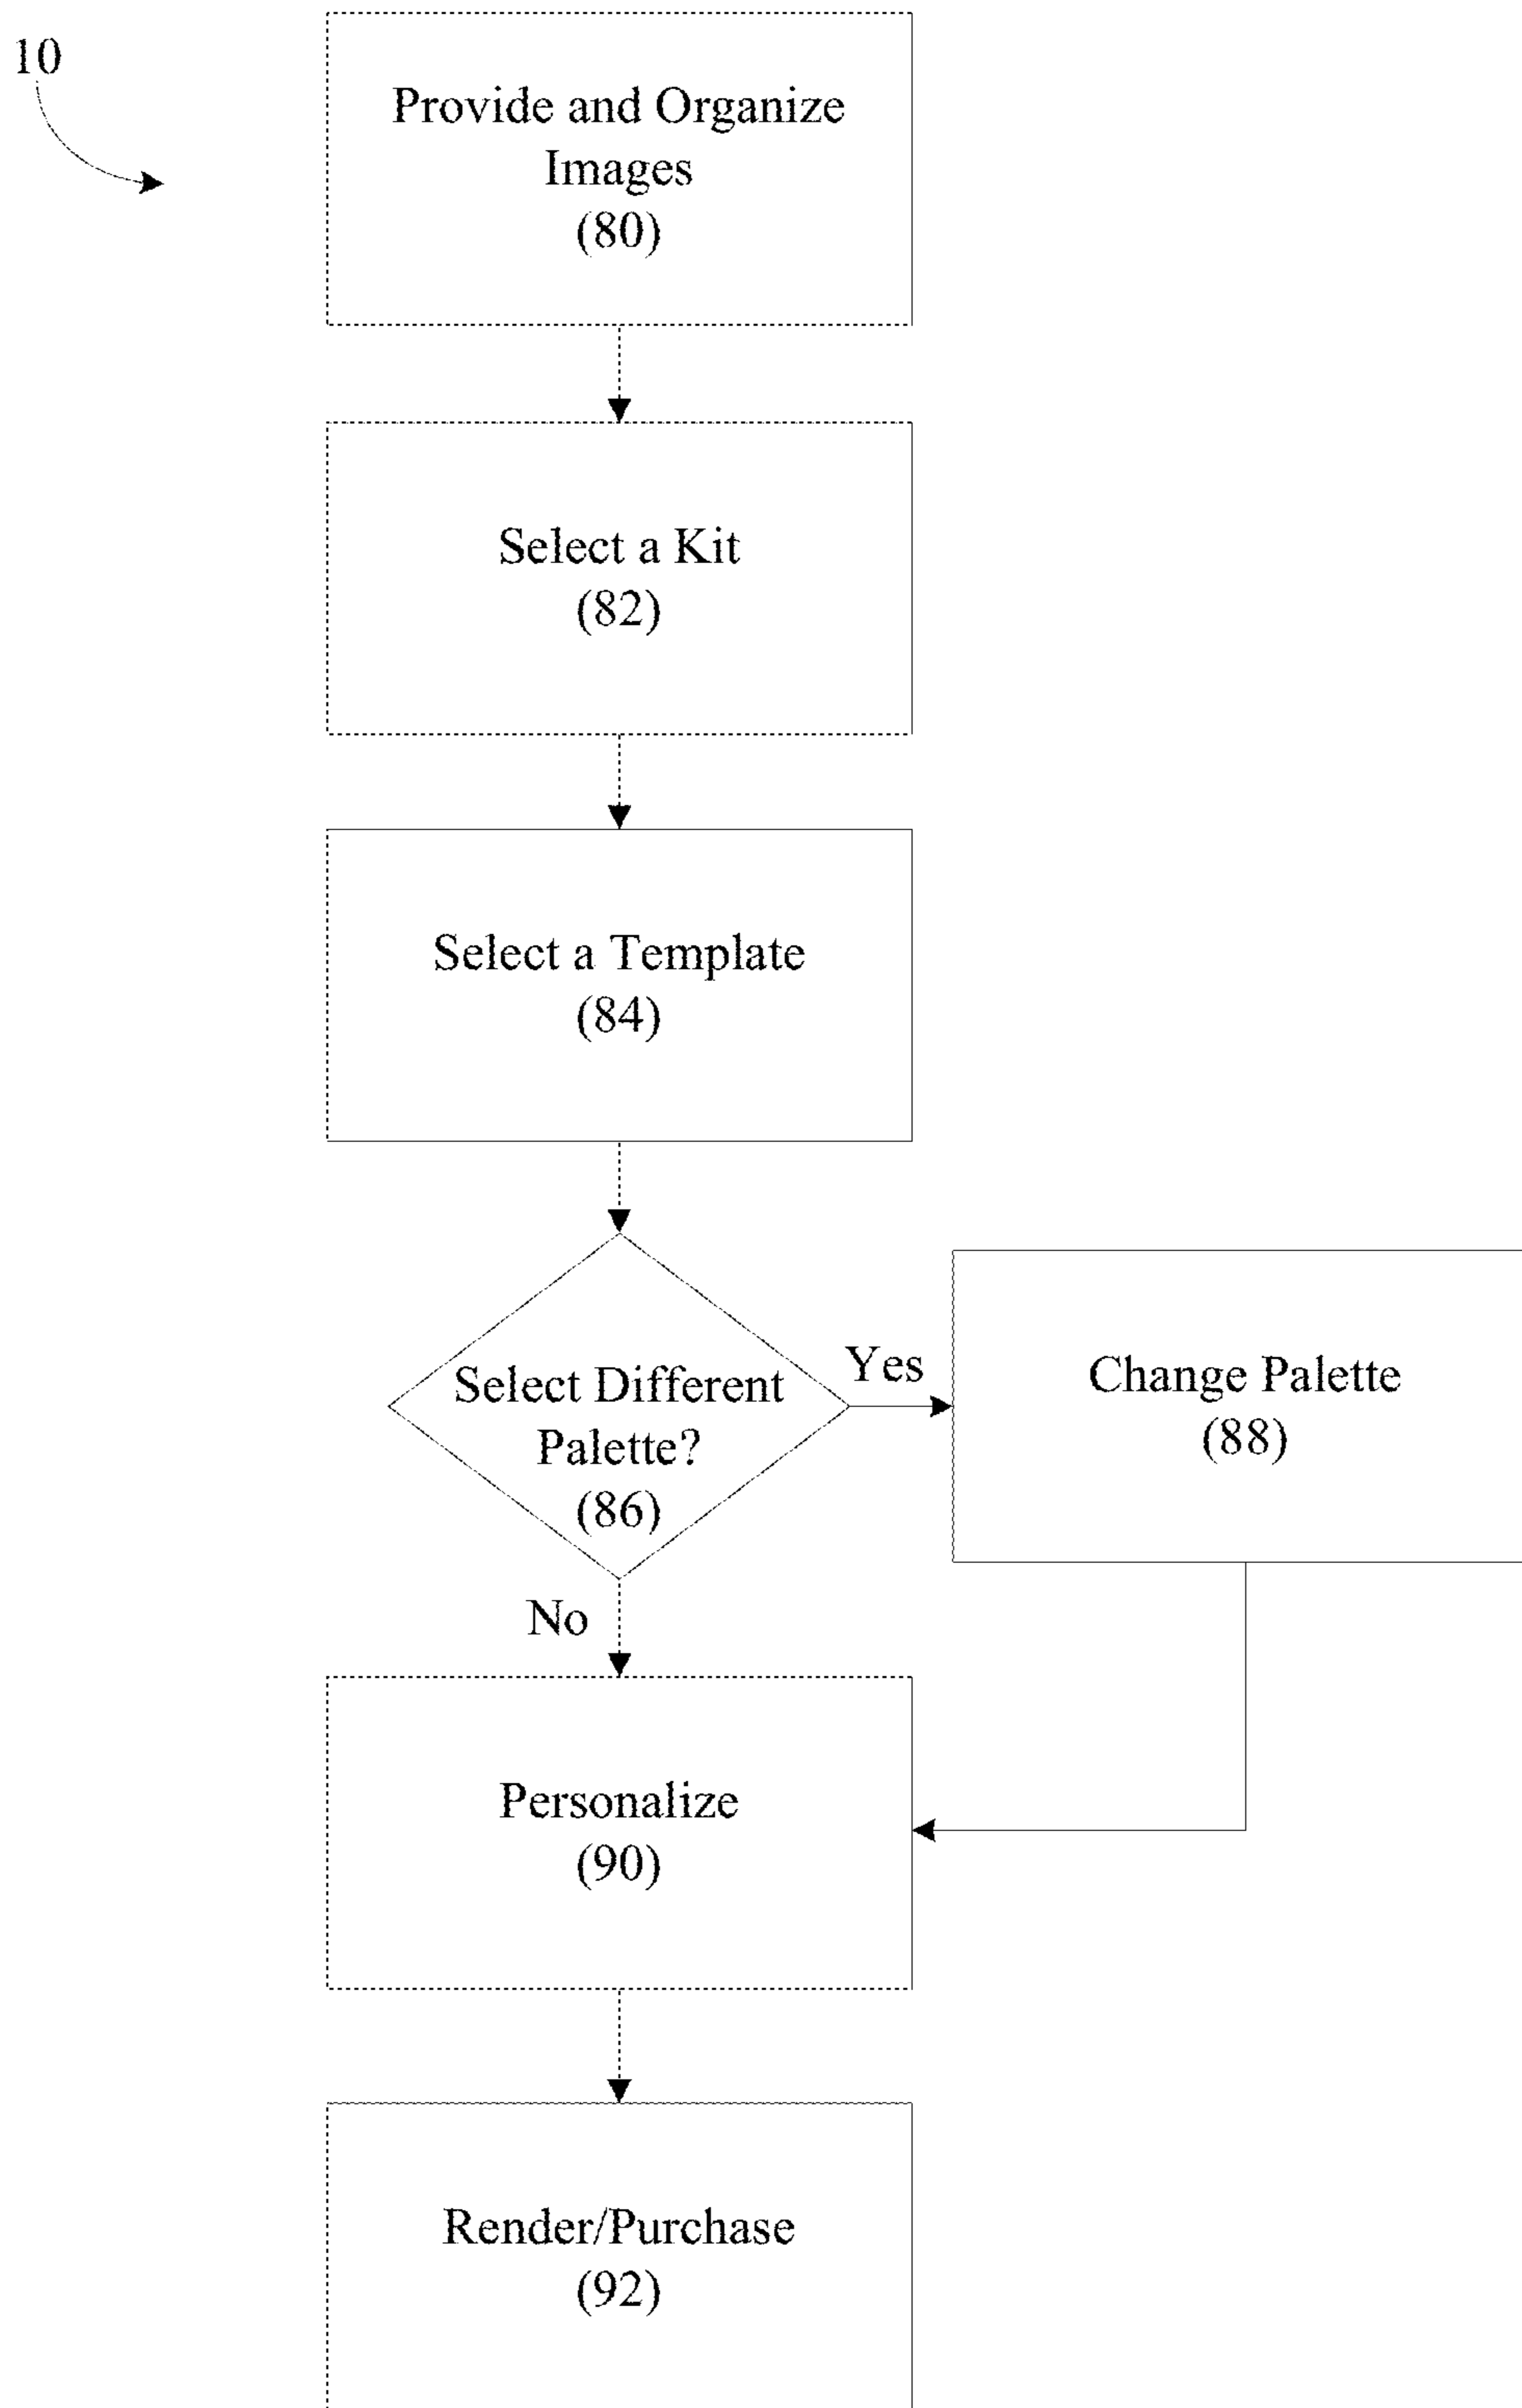 10
Provide and Organize
Images
(80)
Select a Kit
(82)
Select a Template
(84)
Select Different
Palette?
(86)
Yes
Change Palette
(88)
No
Personalize
(90)
Render/Purchase
(92)